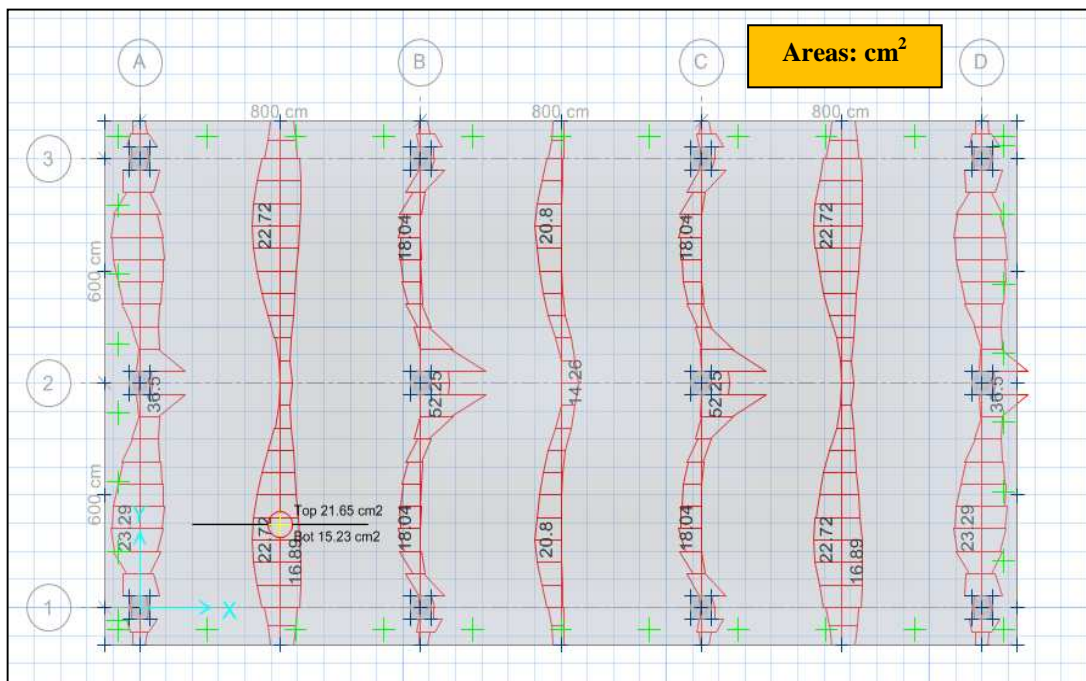 Areas: cm²
A
B
C
D
800 cm
800 cm
800 cm
3
22.72
18.04
20.8
18.04
22.72
600 cm
2
36.5
52.25
14.26
52.25
36.5
600 cm
Top 21.65 cm2
Bot 15.23 cm2
23.29
22.72
16.89
18.04
20.8
18.04
22.72
16.89
23.29
Y
1
X